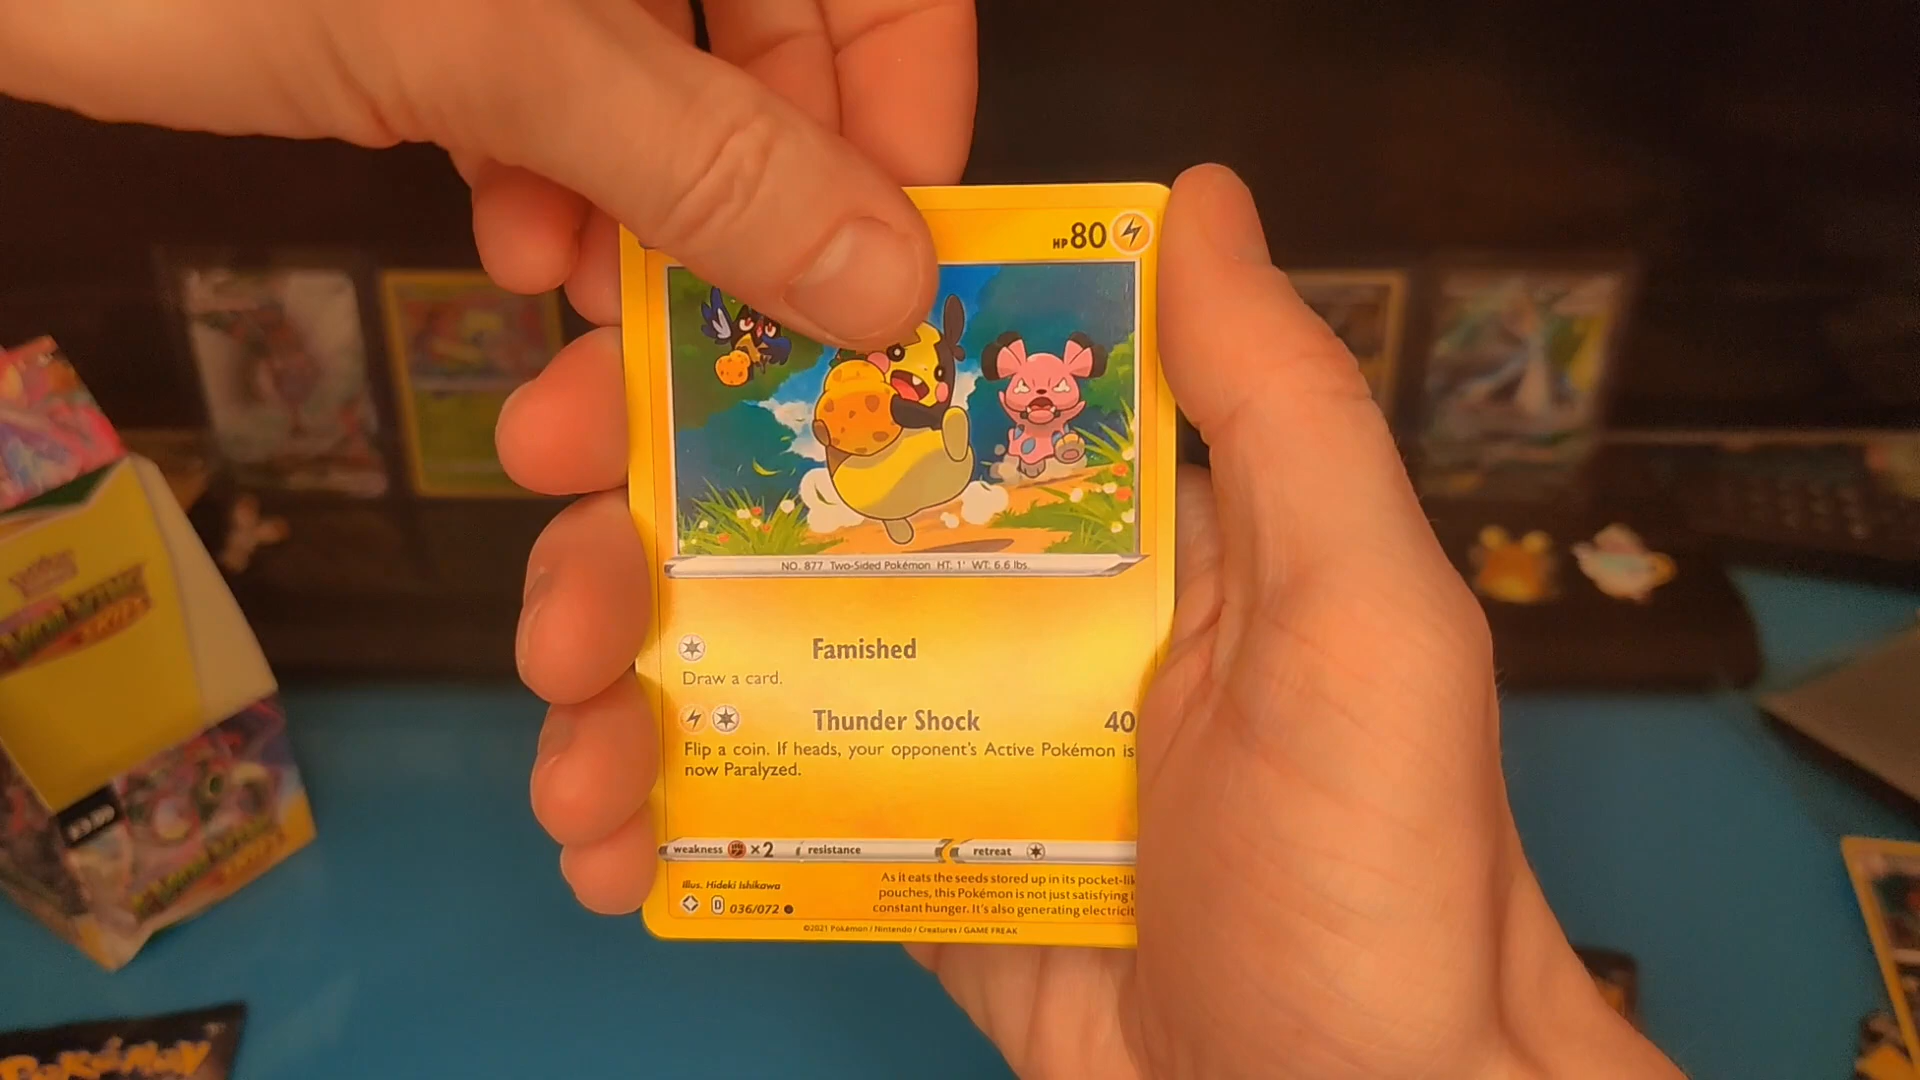 HP 80
NO. 877 Two-Sided Pokémon HT. 1' WT. 6.6 lbs.
Famished
Draw a card.
Thunder Shock 40
Flip a coin. If heads, your opponent's Active Pokémon is
now Paralyzed.
weakness ×2 resistance retreat
Illus. Hideki Ishikawa
As it eats the seeds stored up in its pocket-lik
pouches, this Pokémon is not just satisfying i
constant hunger. It's also generating electricit
D 036/072
©2021 Pokémon / Nintendo / Creatures / GAME FREAK
Pokémon